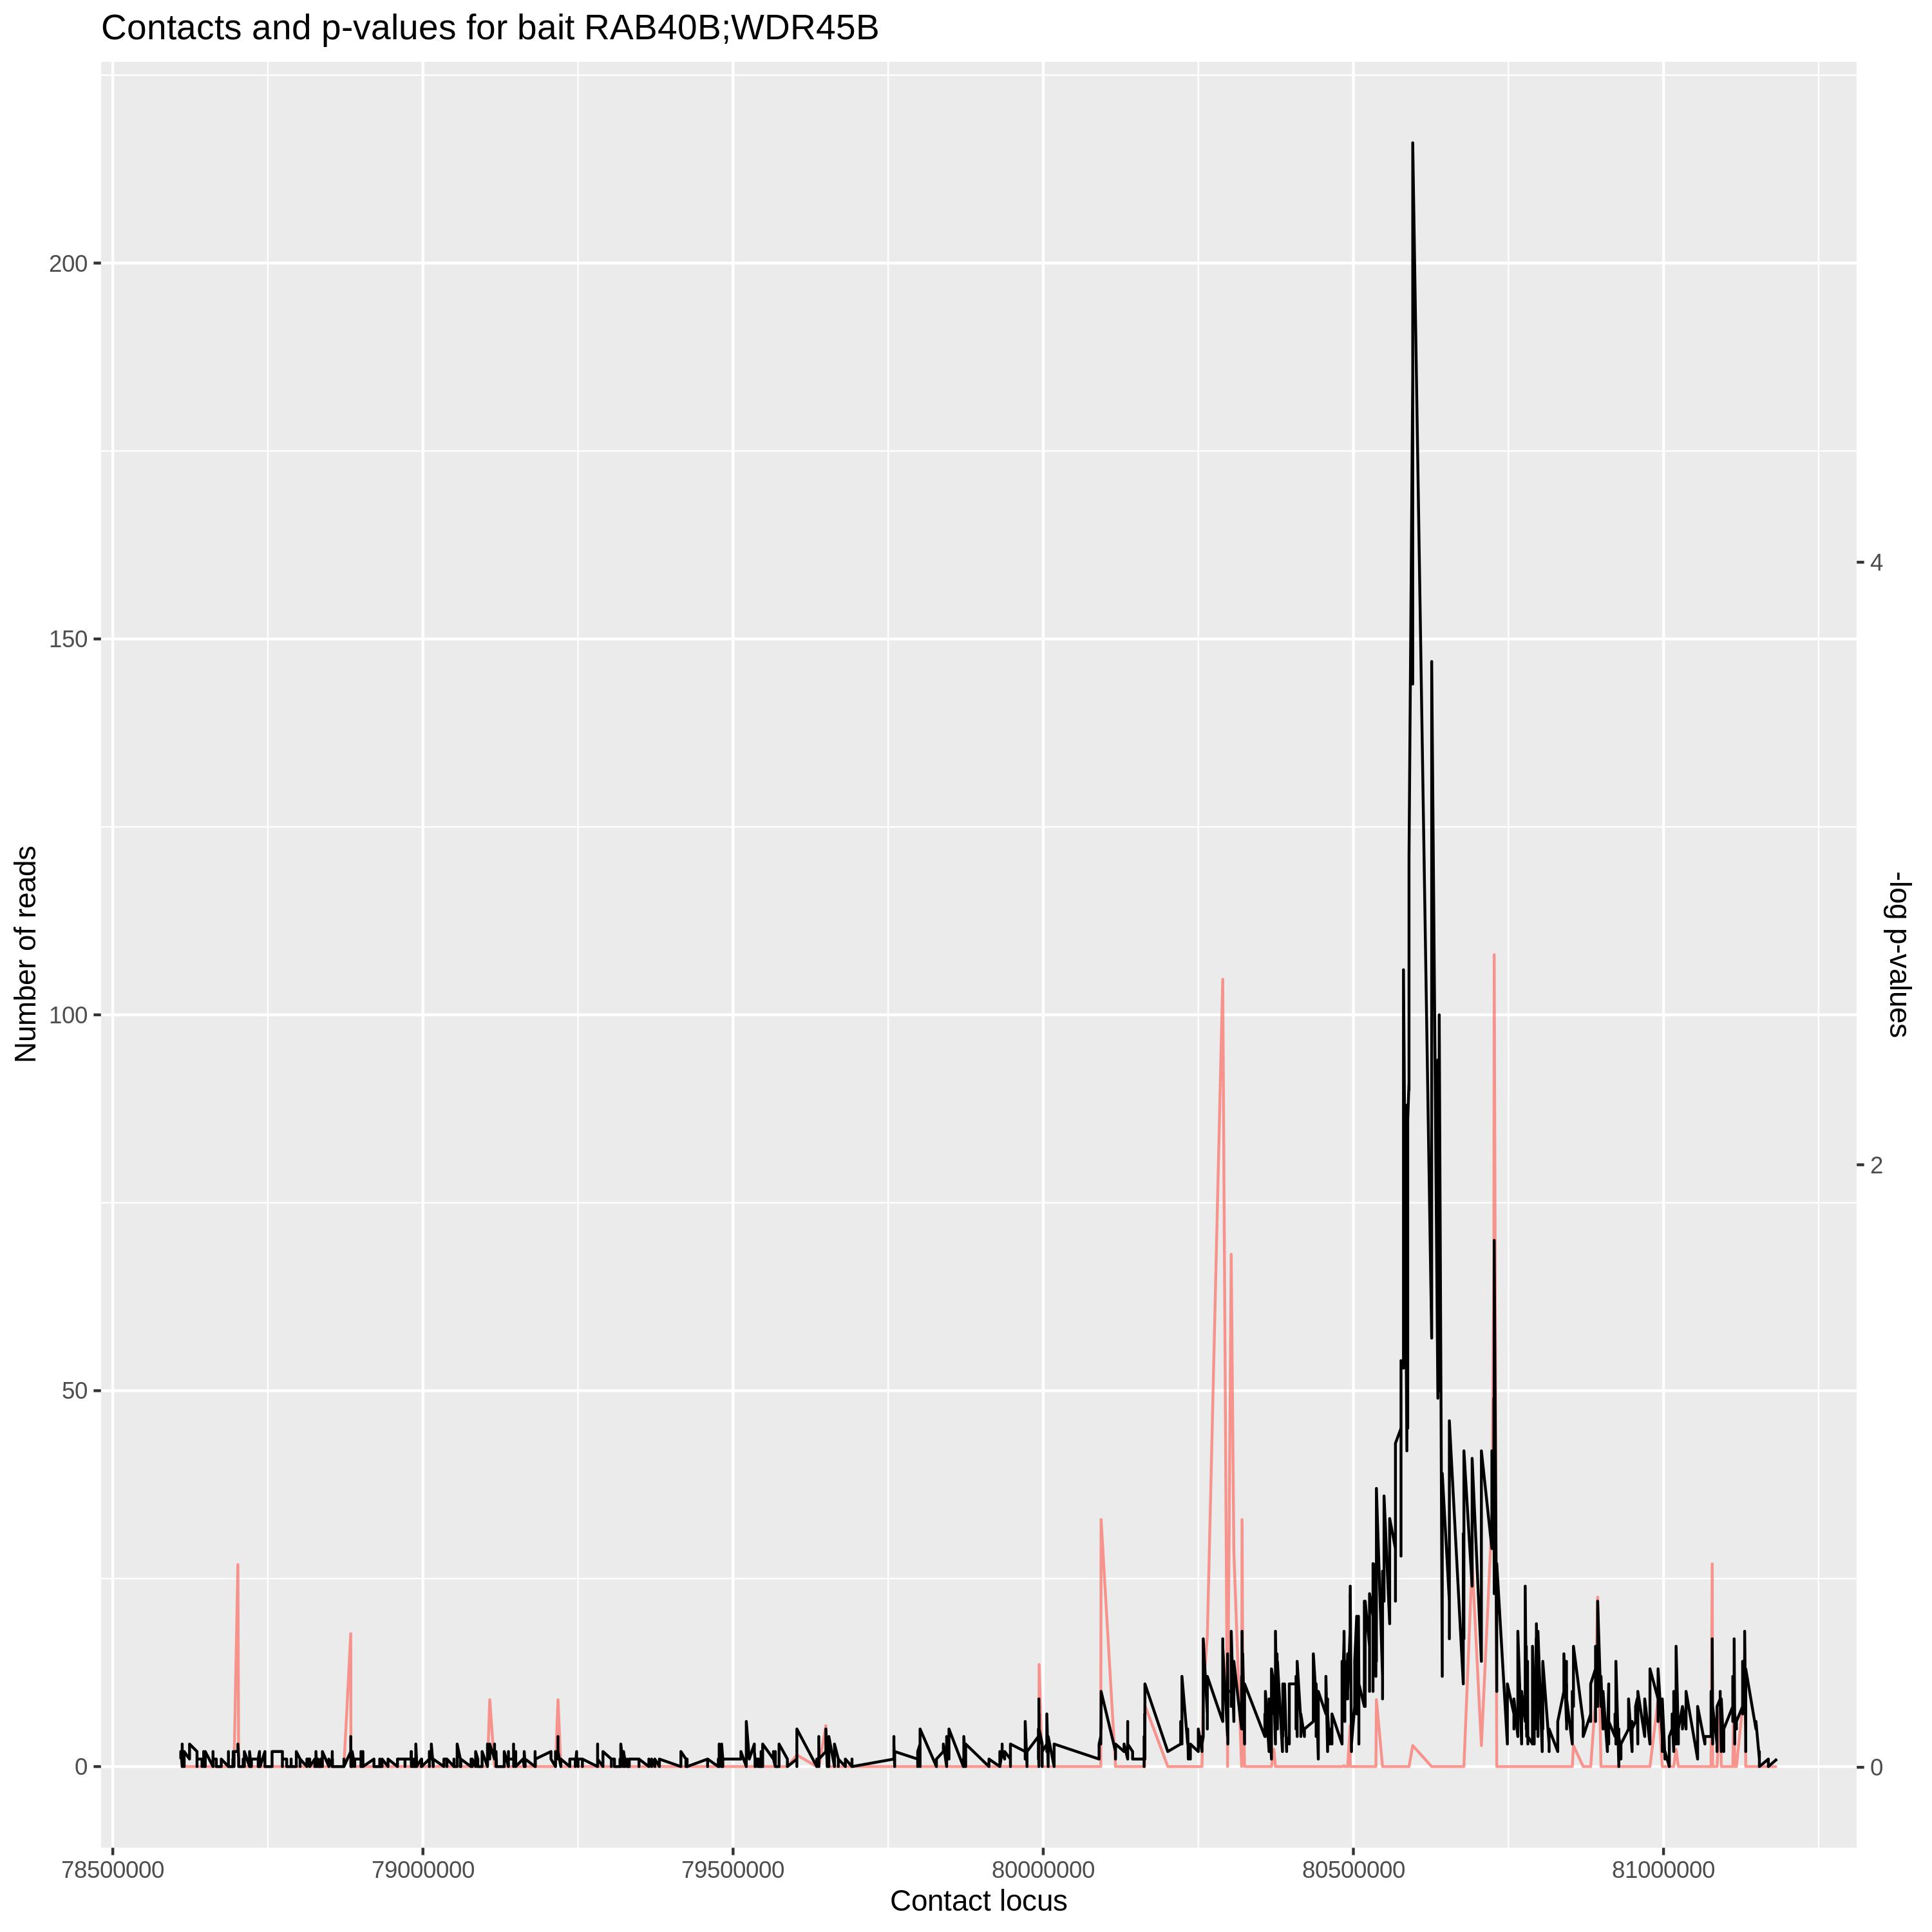 Contacts and p-values for bait RAB40B;WDR45B
200
150
100
50
0
Number of reads
4
2
0
-log p-values
78500000 79000000 79500000 80000000 80500000 81000000
Contact locus